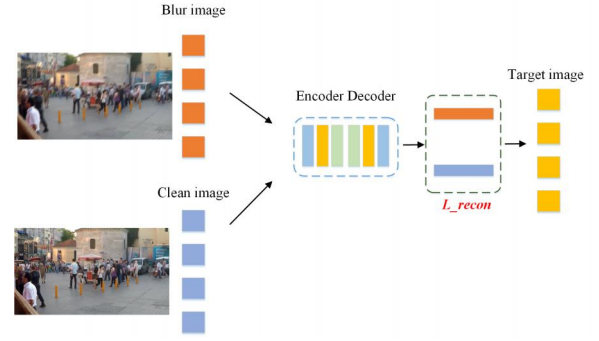 Blur image
Encoder Decoder
Target image
Clean image
L_recon